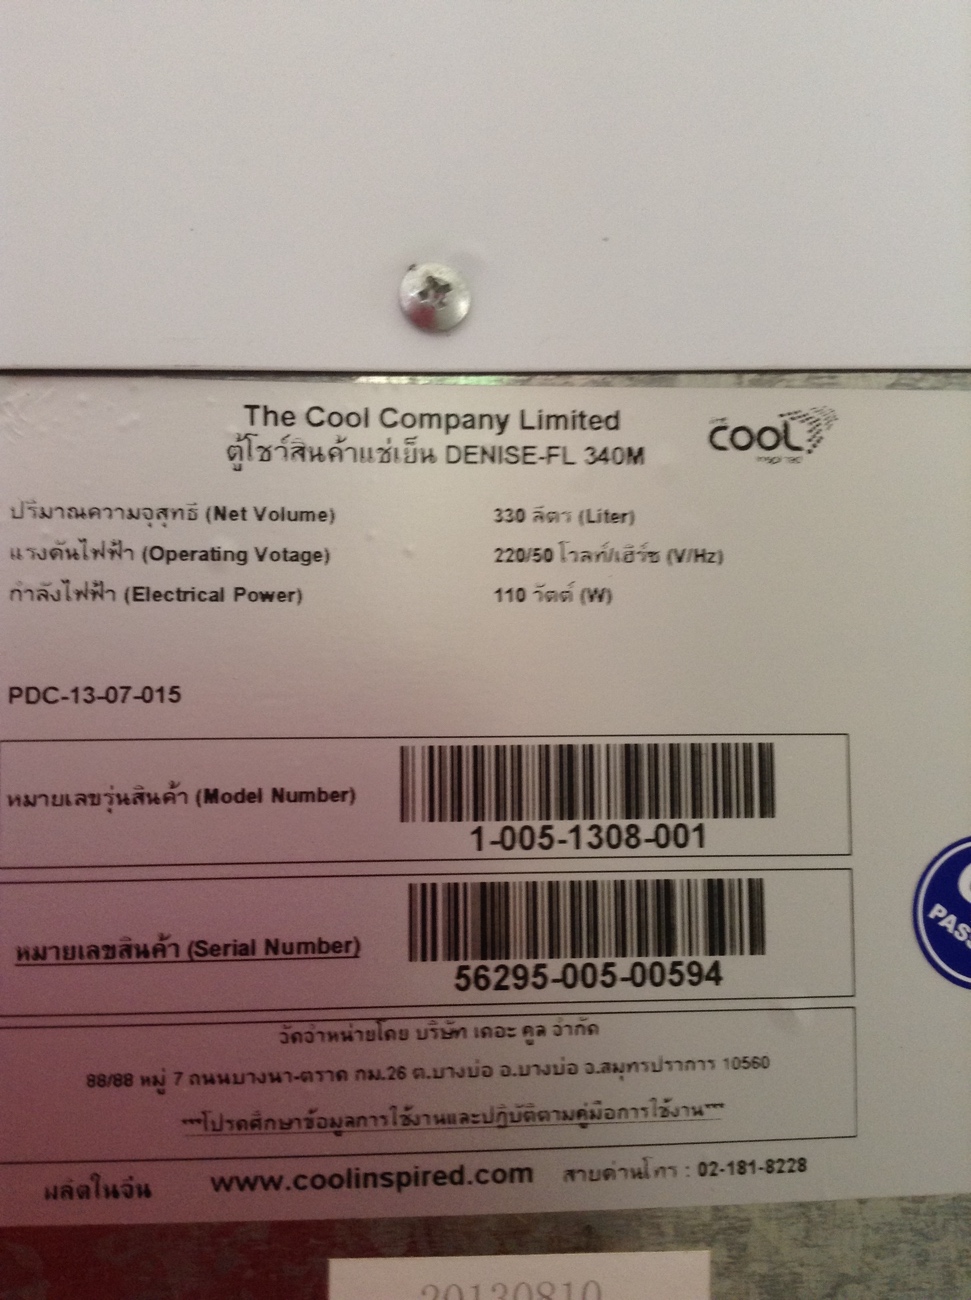 The Cool Company Limited
ตู้โชว์สินค้าแช่เย็น DENISE-FL 340M
cool
ปริมาณความจุสุทธิ (Net Volume) 330 ลิตร (Liter)
แรงดันไฟฟ้า (Operating Votage) 220/50 โวลท์/เฮิร์ซ (V/Hz)
กำลังไฟฟ้า (Electrical Power) 110 วัตต์ (W)
PDC-13-07-015
หมายเลขรุ่นสินค้า (Model Number)
1-005-1308-001
หมายเลขสินค้า (Serial Number)
56295-005-00594
จัดจำหน่ายโดย บริษัท เดอะ คูล จำกัด
88/88 หมู่ 7 ถนนบางนา-ตราด กม.26 ต.บางบ่อ อ.บางบ่อ จ.สมุทรปราการ 10560
***โปรดศึกษาข้อมูลการใช้งานและปฏิบัติตามคู่มือการใช้งาน***
ผลิตในจีน www.coolinspired.com สายด่านโทร : 02-181-8228
20130810